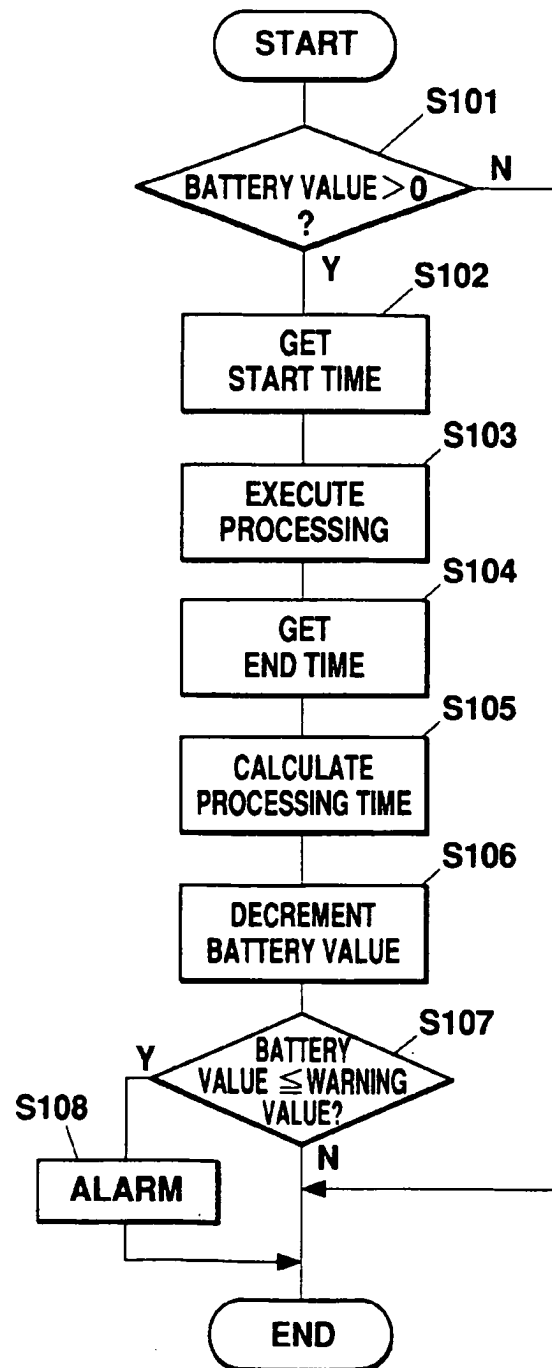 START
S101
BATTERY VALUE>0
?
N
Y
S102
GET
START TIME
S103
EXECUTE
PROCESSING
S104
GET
END TIME
S105
CALCULATE
PROCESSING TIME
S106
DECREMENT
BATTERY VALUE
S107
BATTERY
VALUE ≦WARNING
VALUE?
Y
N
S108
ALARM
END